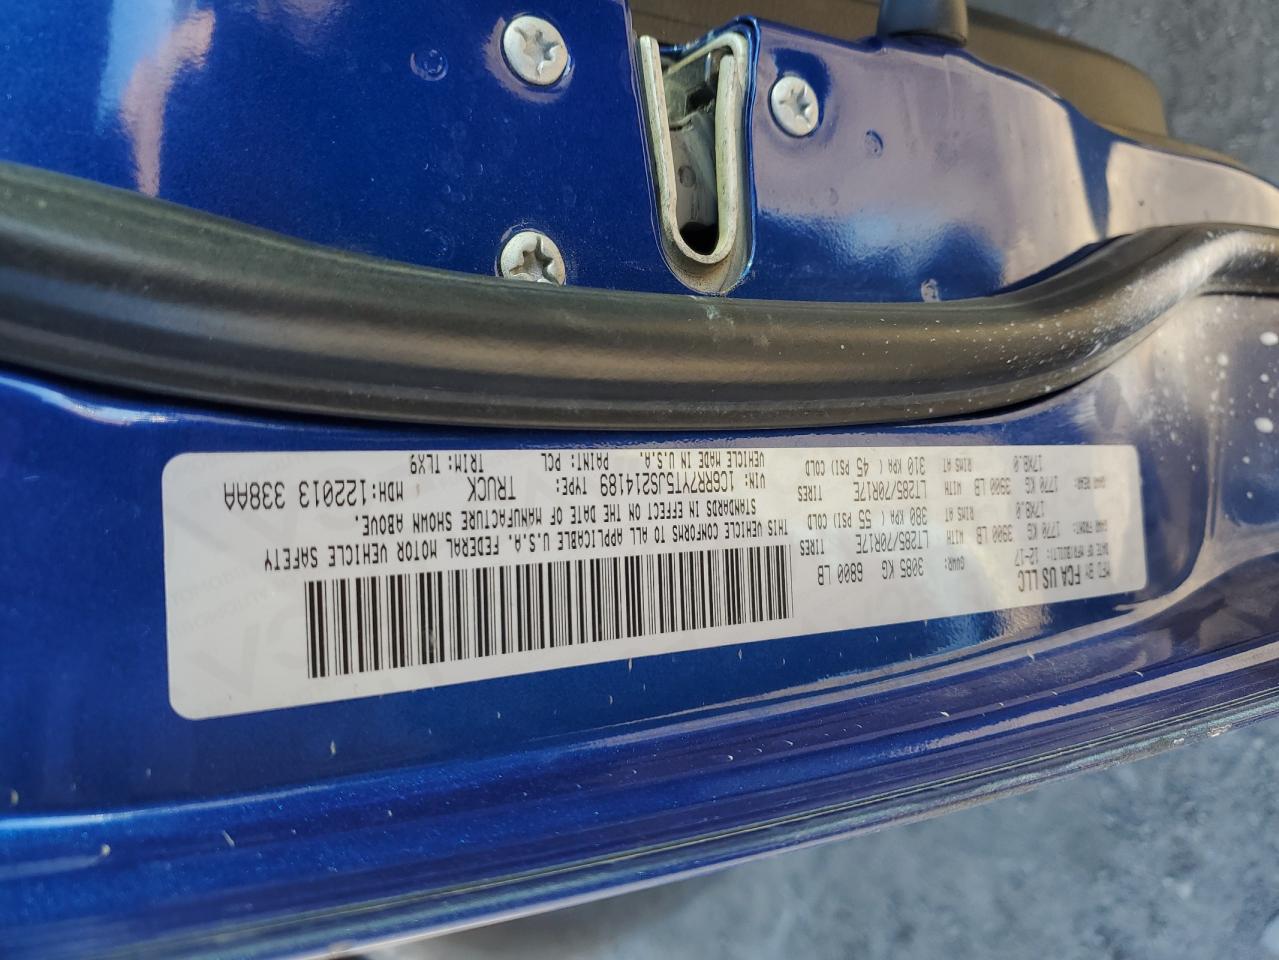 MFD BY FCA US LLC
DATE OF MFR(BUILT): 12-17 GVWR: 3085 KG 6800 LB
GAWR FRONT: WITH TIRES
1770 KG 3900 LB LT285/70R17E
RIMS AT COLD
17X8.0 380 KPA ( 55 PSI)
GAWR REAR: WITH TIRES
1770 KG 3900 LB LT285/70R17E
RIMS AT COLD
17X8.0 310 KPA ( 45 PSI)
THIS VEHICLE CONFORMS TO ALL APPLICABLE U.S.A. FEDERAL MOTOR VEHICLE SAFETY
STANDARDS IN EFFECT ON THE DATE OF MANUFACTURE SHOWN ABOVE.
VIN: 1C6RR7YT5JS214189 TYPE: TRUCK MDH:122013 338AA
VEHICLE MADE IN U.S.A. PAINT: PCL TRIM: TLX9